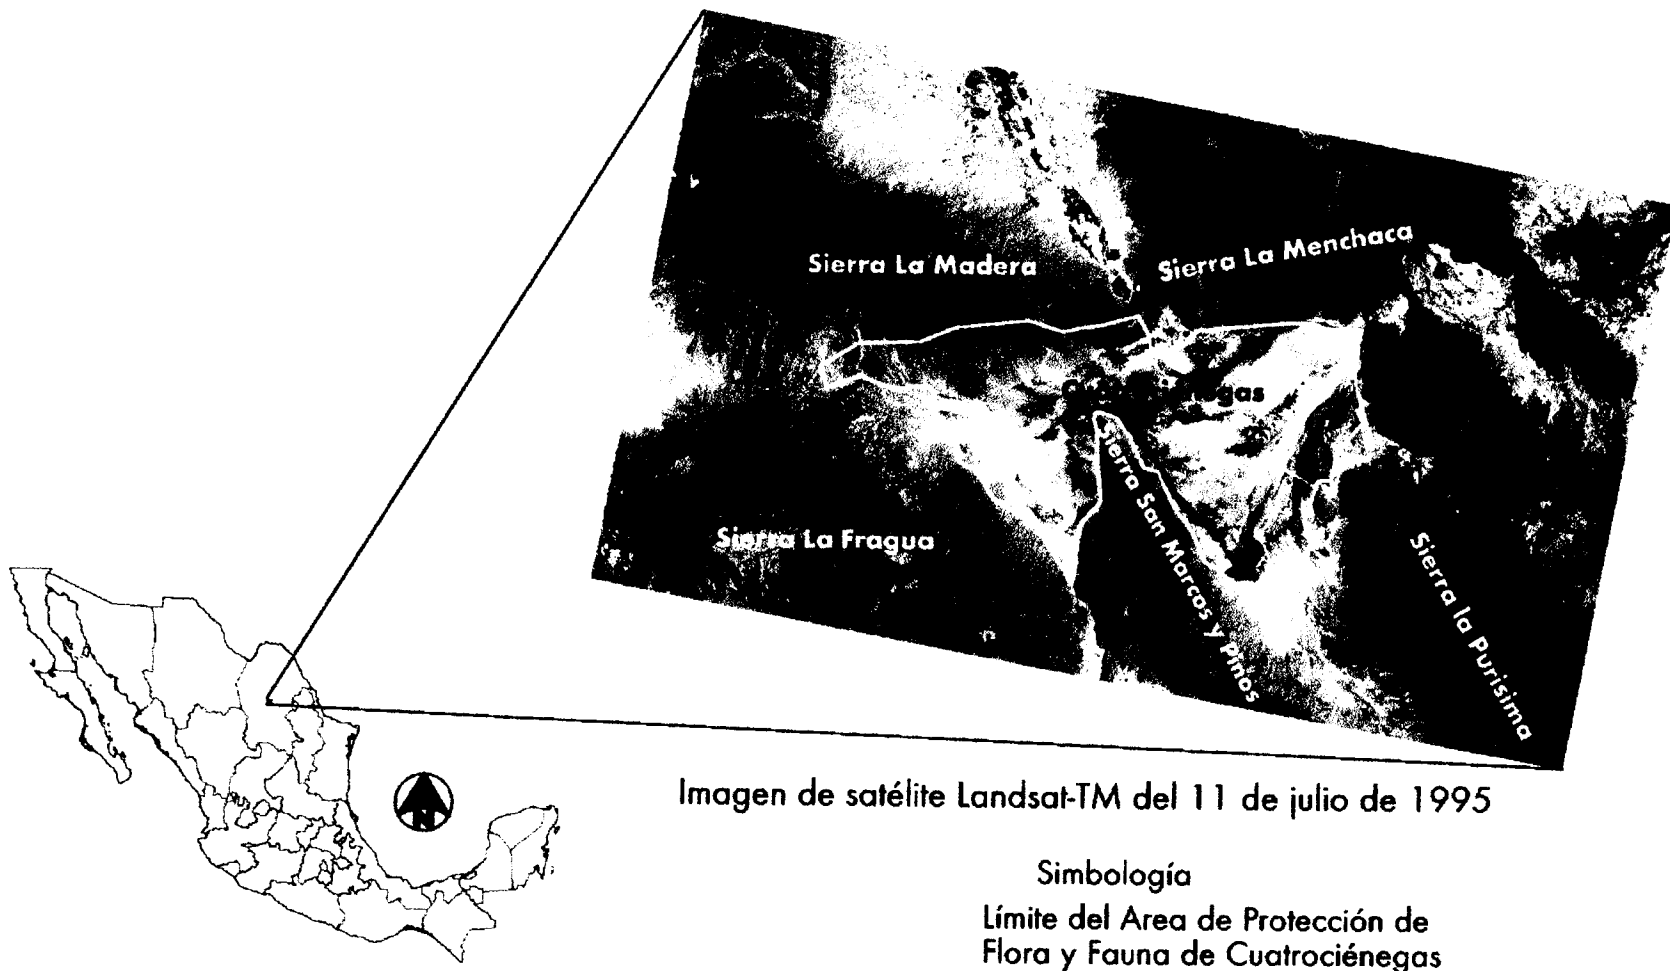 Sierra La Madera
Sierra La Menchaca
Sierra La Fragua
Sierra San Marcos y Pinos
Sierra la Purisima
N
Imagen de satélite Landsat-TM del 11 de julio de 1995
Simbología
Límite del Area de Protección de
Flora y Fauna de Cuatrociénegas